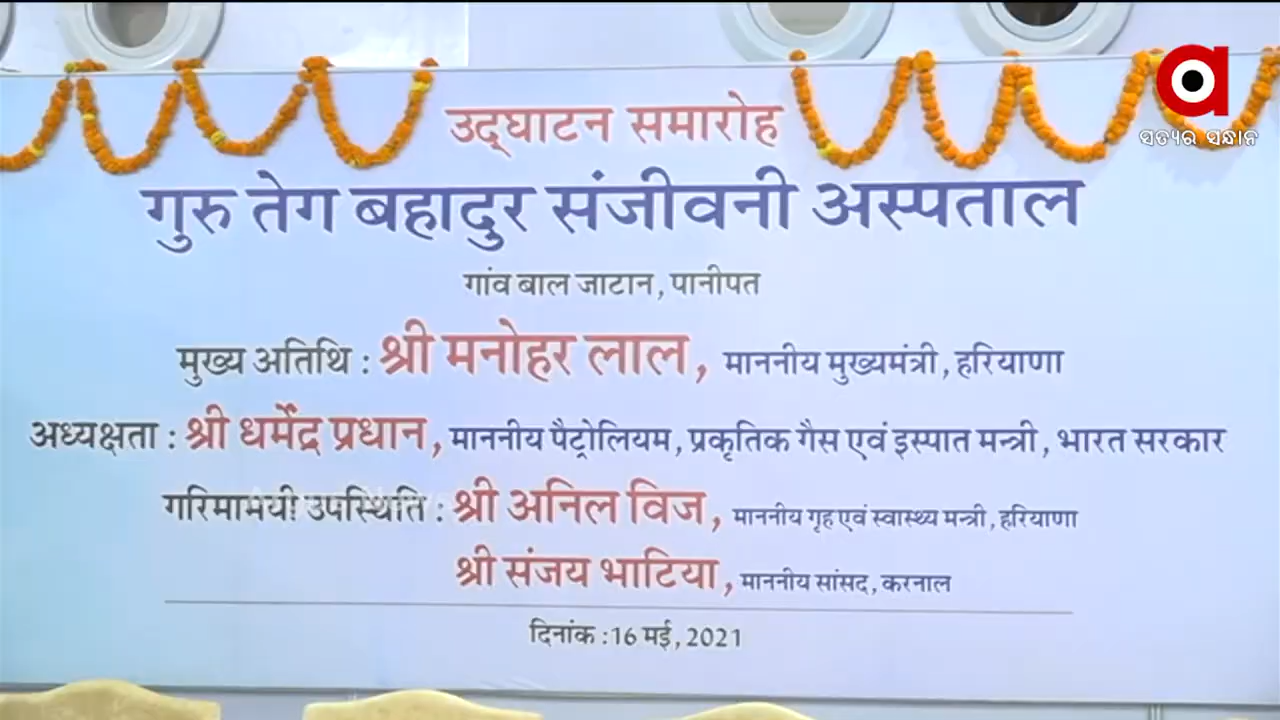 उद्घाटन समारोह
ସତ୍ୟର ସନ୍ଧାନ
गुरु तेग बहादुर संजीवनी अस्पताल
गांव बाल जाटान, पानीपत
मुख्य अतिथि : श्री मनोहर लाल, माननीय मुख्यमंत्री, हरियाणा
अध्यक्षता : श्री धर्मेंद्र प्रधान, माननीय पैट्रोलियम, प्रकृतिक गैस एवं इस्पात मन्त्री, भारत सरकार
गरिमामयी उपस्थिति : श्री अनिल विज, माननीय गृह एवं स्वास्थ्य मन्त्री, हरियाणा
श्री संजय भाटिया, माननीय सांसद, करनाल
दिनांक : 16 मई, 2021